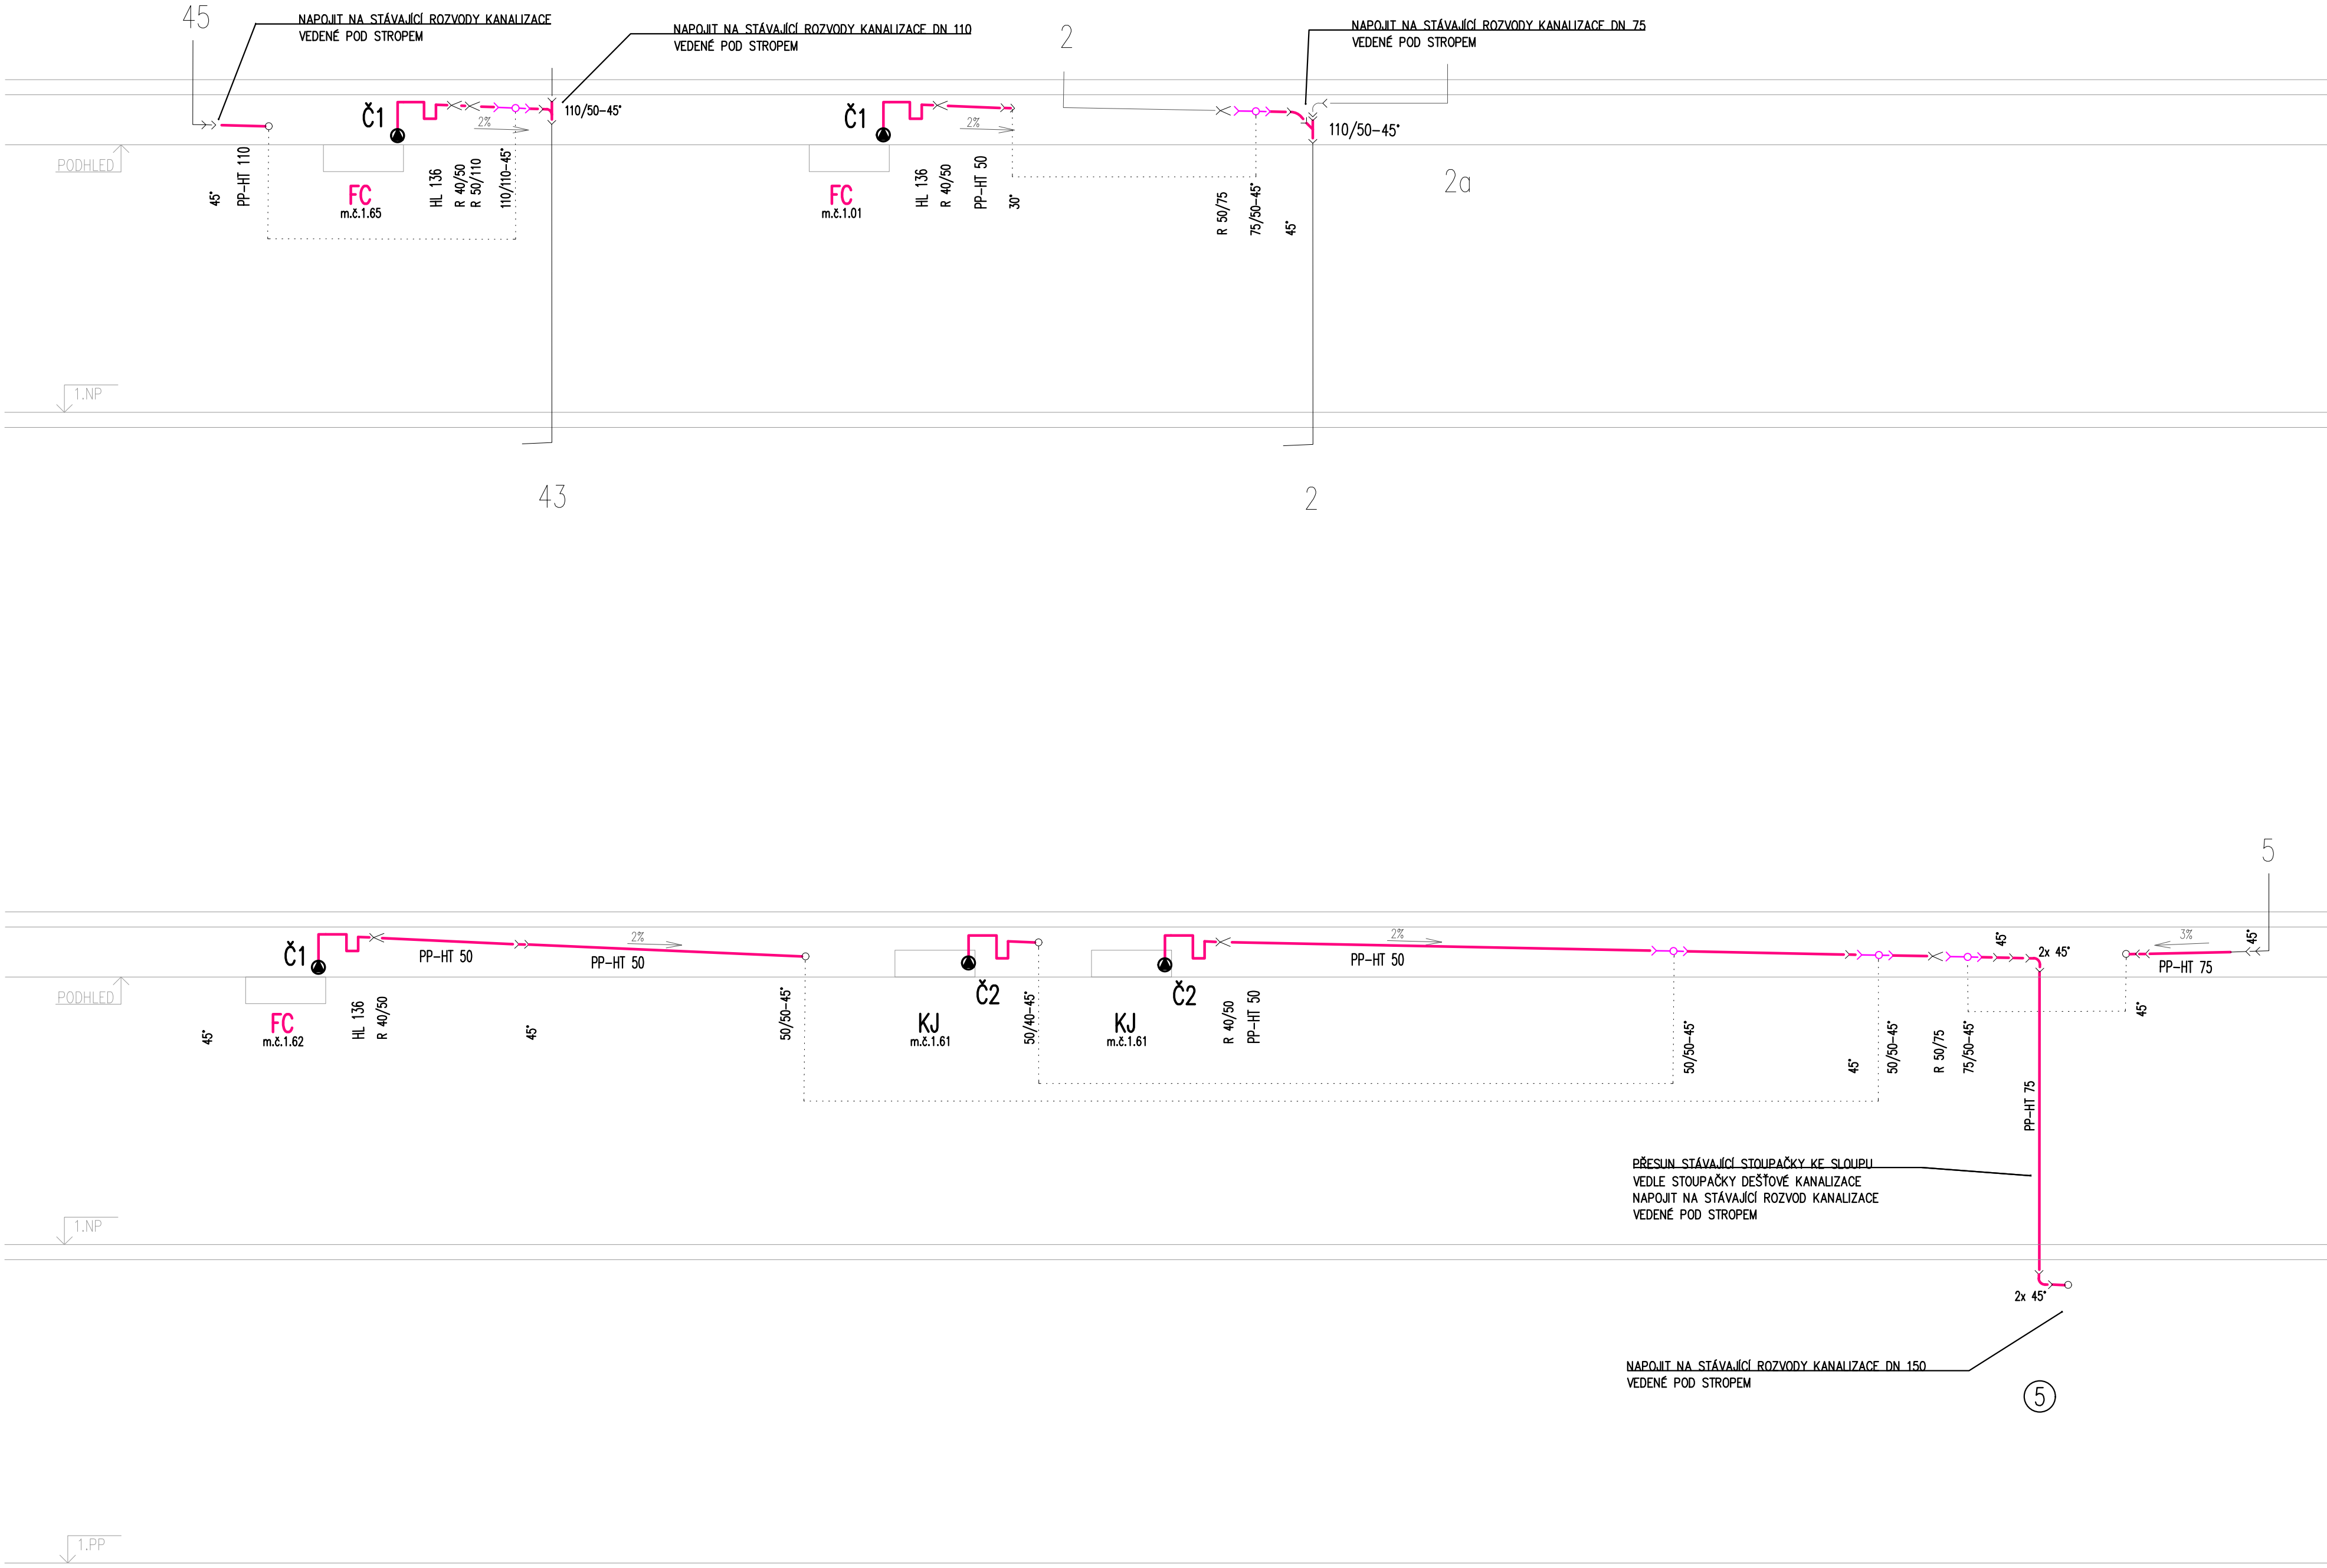 45
NAPOJIT NA STÁVAJÍCÍ ROZVODY KANALIZACE
VEDENÉ POD STROPEM
NAPOJIT NA STÁVAJÍCÍ ROZVODY KANALIZACE DN 110
VEDENÉ POD STROPEM
2
NAPOJIT NA STÁVAJÍCÍ ROZVODY KANALIZACE DN 75
VEDENÉ POD STROPEM
Č1
2%
110/50-45°
Č1
2%
110/50-45°
PODHLED
45°
PP-HT 110
FC
m.č.1.65
HL 136
R 40/50
R 50/110
110/110-45°
FC
m.č.1.01
HL 136
R 40/50
PP-HT 50
30°
R 50/75
75/50-45°
45°
2a
1.NP
43
2
5
Č1
PP-HT 50
2%
PP-HT 50
Č2
Č2
2%
PP-HT 50
45°
2x 45°
3%
PP-HT 75
45°
PODHLED
45°
FC
m.č.1.62
HL 136
R 40/50
45°
50/50-45°
KJ
m.č.1.61
50/40-45°
KJ
m.č.1.61
R 40/50
PP-HT 50
50/50-45°
45°
50/50-45°
R 50/75
75/50-45°
45°
PP-HT 75
PŘESUN STÁVAJÍCÍ STOUPAČKY KE SLOUPU
VEDLE STOUPAČKY DEŠŤOVÉ KANALIZACE
NAPOJIT NA STÁVAJÍCÍ ROZVOD KANALIZACE
VEDENÉ POD STROPEM
1.NP
2x 45°
NAPOJIT NA STÁVAJÍCÍ ROZVODY KANALIZACE DN 150
VEDENÉ POD STROPEM
5
1.PP